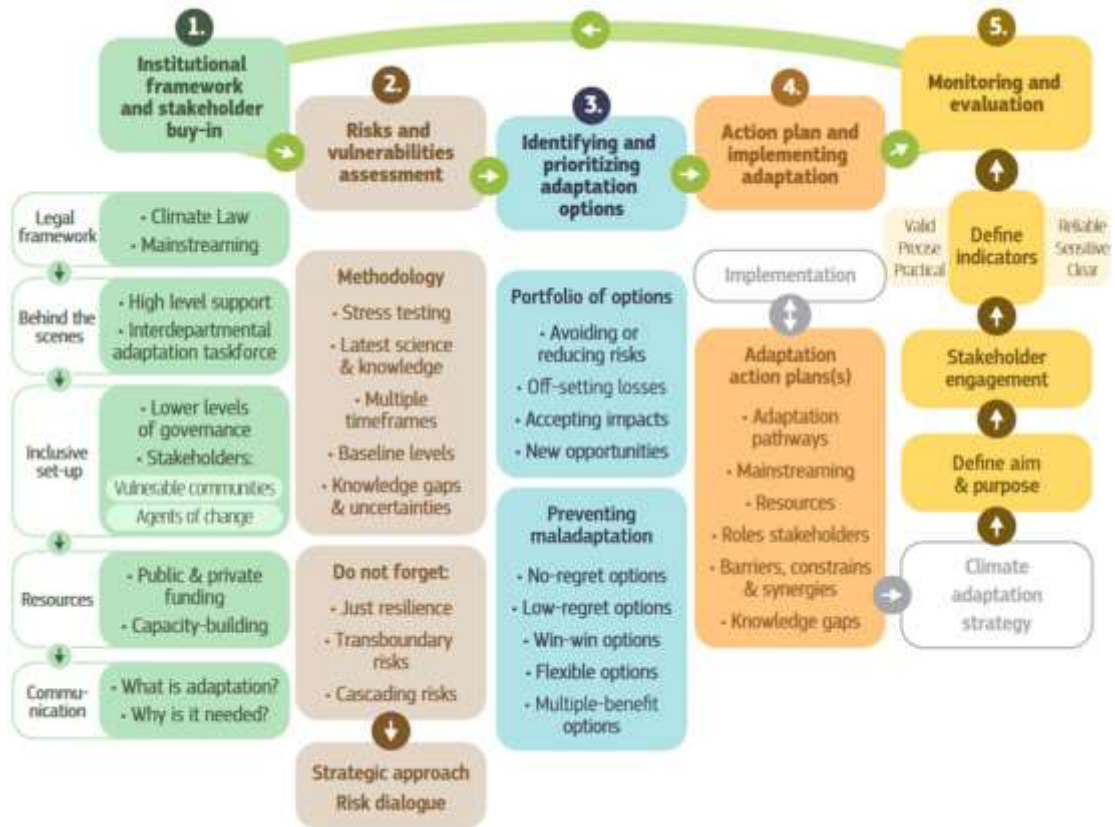 1.
Institutional
framework
and stakeholder
buy-in
Legal
framework
• Climate Law
• Mainstreaming
Behind the
scenes
• High level support
• Interdepartmental
adaptation taskforce
Inclusive
set-up
• Lower levels
of governance
• Stakeholders:
Vulnerable communities
Agents of change
Resources
• Public & private
funding
• Capacity-building
Commu-
nication
• What is adaptation?
• Why is it needed?
2.
Risks and
vulnerabilities
assessment
Methodology
• Stress testing
• Latest science
& knowledge
• Multiple
timeframes
• Baseline levels
• Knowledge gaps
& uncertainties
Do not forget:
• Just resilience
• Transboundary
risks
• Cascading risks
Strategic approach
Risk dialogue
3.
Identifying and
prioritizing
adaptation
options
Portfolio of options
• Avoiding or
reducing risks
• Off-setting losses
• Accepting impacts
• New opportunities
Preventing
maladaptation
• No-regret options
• Low-regret options
• Win-win options
• Flexible options
• Multiple-benefit
options
4.
Action plan and
implementing
adaptation
Implementation
Adaptation
action plans(s)
• Adaptation
pathways
• Mainstreaming
• Resources
• Roles stakeholders
• Barriers, constrains
& synergies
• Knowledge gaps
5.
Monitoring and
evaluation
Valid
Precise
Practical
Define
indicators
Reliable
Sensitive
Clear
Stakeholder
engagement
Define aim
& purpose
Climate
adaptation
strategy